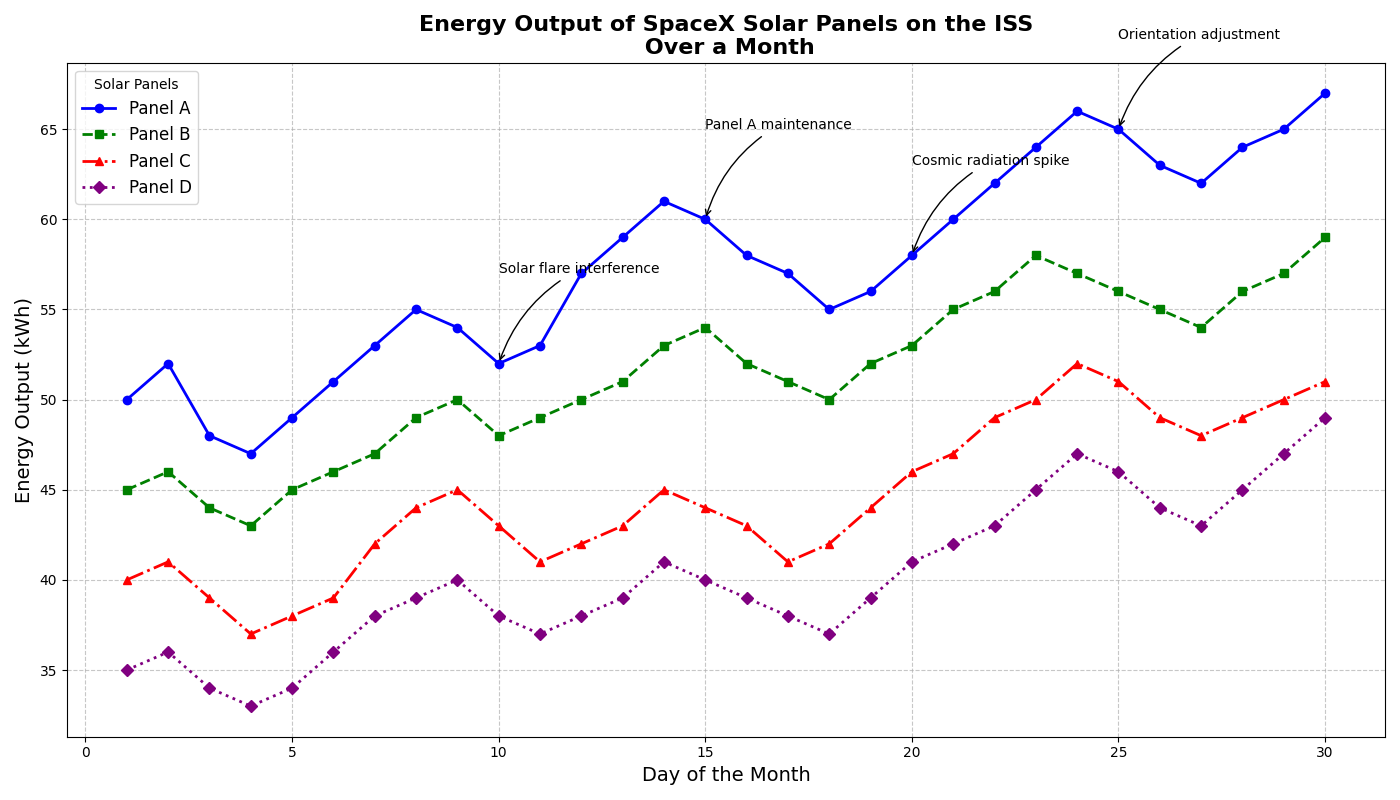 Energy Output of SpaceX Solar Panels on the ISS
Over a Month
Orientation adjustment
Solar Panels
Panel A
Panel B
Panel C
Panel D
Panel A maintenance
Cosmic radiation spike
Solar flare interference
Energy Output (kWh)
65
60
55
50
45
40
35
0 5 10 15 20 25 30
Day of the Month